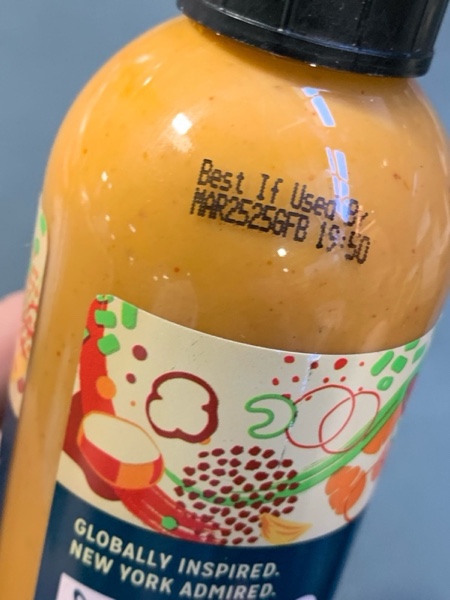 Best If Used By
MAR2525GFB 19:50
GLOBALLY INSPIRED.
NEW YORK ADMIRED.